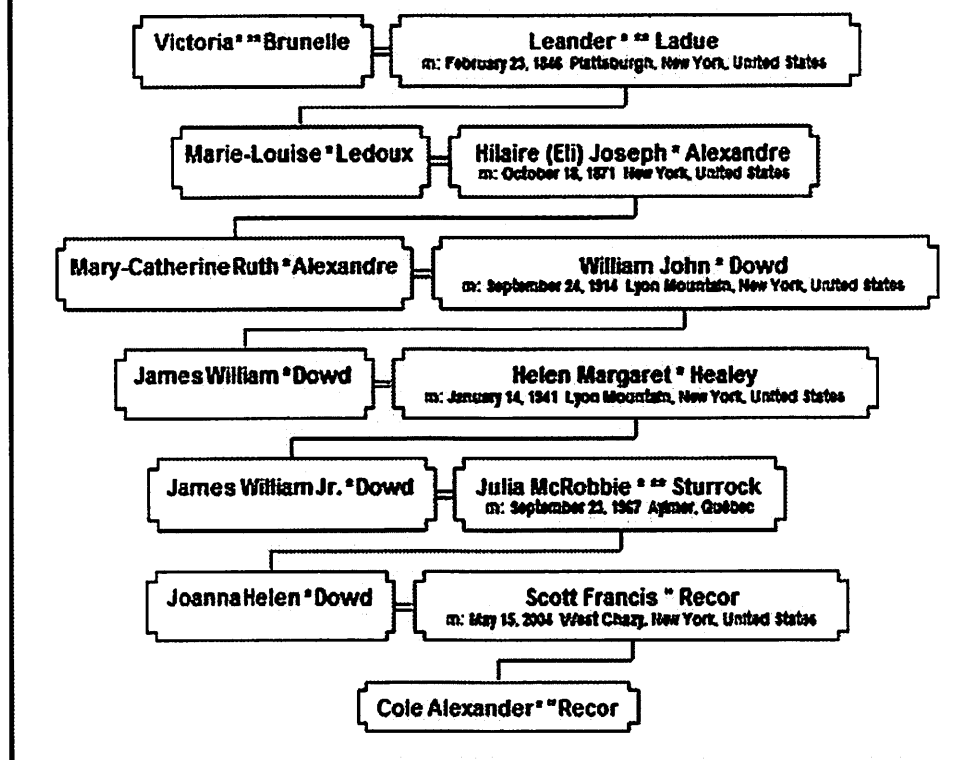 Victoria * ** Brunelle
Leander * ** Ladue
m: February 23, 1846 Plattsburgh, New York, United States
Marie-Louise * Ledoux
Hilaire (Eli) Joseph * Alexandre
m: October 18, 1871 New York, United States
Mary-Catherine Ruth * Alexandre
William John * Dowd
m: September 24, 1914 Lyon Mountain, New York, United States
James William * Dowd
Helen Margaret * Healey
m: January 14, 1941 Lyon Mountain, New York, United States
James William Jr. * Dowd
Julia McRobbie * ** Sturrock
m: September 23, 1967 Aylmer, Québec
Joanna Helen * Dowd
Scott Francis ** Recor
m: May 15, 2004 West Chazy, New York, United States
Cole Alexander * ** Recor